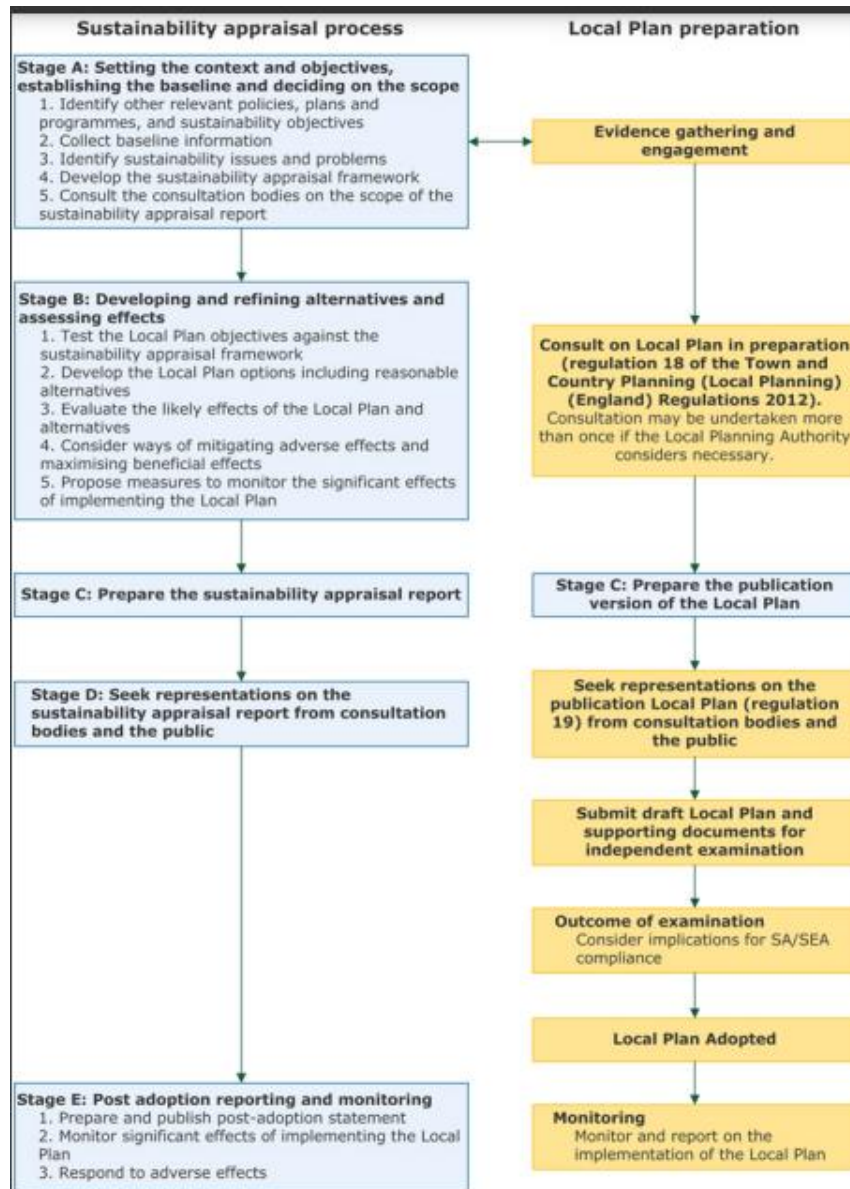 Sustainability appraisal process
Stage A: Setting the context and objectives,
establishing the baseline and deciding on the scope
1. Identify other relevant policies, plans and
programmes, and sustainability objectives
2. Collect baseline information
3. Identify sustainability issues and problems
4. Develop the sustainability appraisal framework
5. Consult the consultation bodies on the scope of the
sustainability appraisal report
Stage B: Developing and refining alternatives and
assessing effects
1. Test the Local Plan objectives against the
sustainability appraisal framework
2. Develop the Local Plan options including reasonable
alternatives
3. Evaluate the likely effects of the Local Plan and
alternatives
4. Consider ways of mitigating adverse effects and
maximising beneficial effects
5. Propose measures to monitor the significant effects
of implementing the Local Plan
Stage C: Prepare the sustainability appraisal report
Stage D: Seek representations on the
sustainability appraisal report from consultation
bodies and the public
Stage E: Post adoption reporting and monitoring
1. Prepare and publish post-adoption statement
2. Monitor significant effects of implementing the Local
Plan
3. Respond to adverse effects
Local Plan preparation
Evidence gathering and
engagement
Consult on Local Plan in preparation
(regulation 18 of the Town and
Country Planning (Local Planning)
(England) Regulations 2012).
Consultation may be undertaken more
than once if the Local Planning Authority
considers necessary.
Stage C: Prepare the publication
version of the Local Plan
Seek representations on the
publication Local Plan (regulation
19) from consultation bodies and
the public
Submit draft Local Plan and
supporting documents for
independent examination
Outcome of examination
Consider implications for SA/SEA
compliance
Local Plan Adopted
Monitoring
Monitor and report on the
implementation of the Local Plan